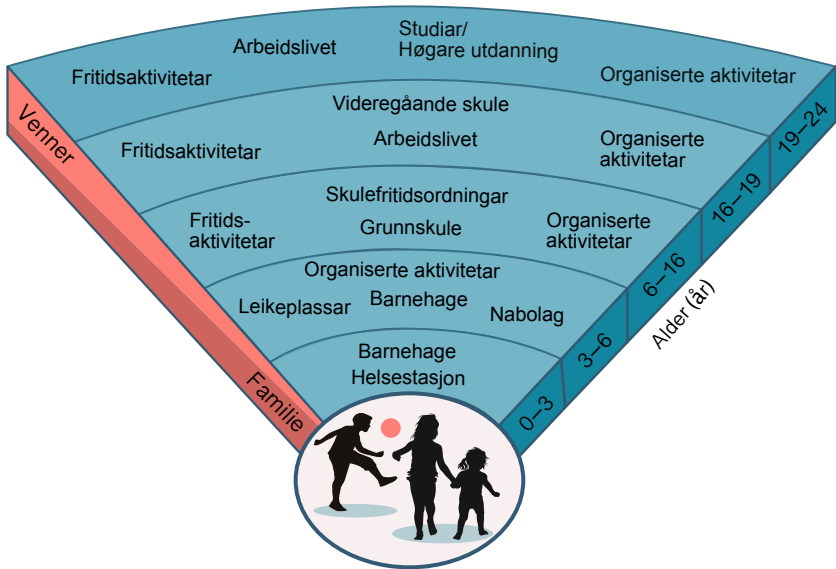 Studiar/
Høgare utdanning
Arbeidslivet
Fritidsaktivitetar
Organiserte aktivitetar
Videregåande skule
Arbeidslivet
Fritidsaktivitetar
Organiserte
aktivitetar
Skulefritidsordningar
Fritids-
aktivitetar
Grunnskule
Organiserte
aktivitetar
Organiserte aktivitetar
Leikeplassar
Barnehage
Nabolag
Barnehage
Helsestasjon
Venner
Familie
19–24
16–19
6–16
3–6
0–3
Alder (år)